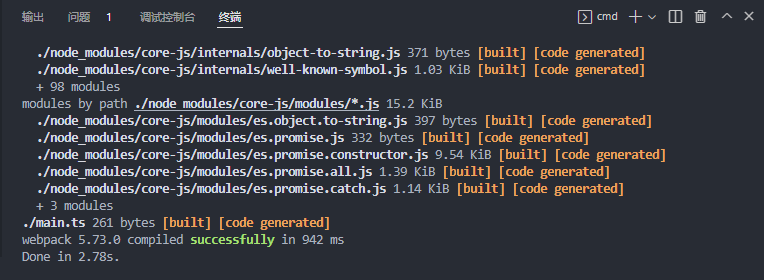 输出 问题 1 调试控制台 终端 cmd
./node_modules/core-js/internals/object-to-string.js 371 bytes [built] [code generated]
./node_modules/core-js/internals/well-known-symbol.js 1.03 KiB [built] [code generated]
+ 98 modules
modules by path ./node_modules/core-js/modules/*.js 15.2 KiB
./node_modules/core-js/modules/es.object.to-string.js 397 bytes [built] [code generated]
./node_modules/core-js/modules/es.promise.js 332 bytes [built] [code generated]
./node_modules/core-js/modules/es.promise.constructor.js 9.54 KiB [built] [code generated]
./node_modules/core-js/modules/es.promise.all.js 1.39 KiB [built] [code generated]
./node_modules/core-js/modules/es.promise.catch.js 1.14 KiB [built] [code generated]
+ 3 modules
./main.ts 261 bytes [built] [code generated]
webpack 5.73.0 compiled successfully in 942 ms
Done in 2.78s.